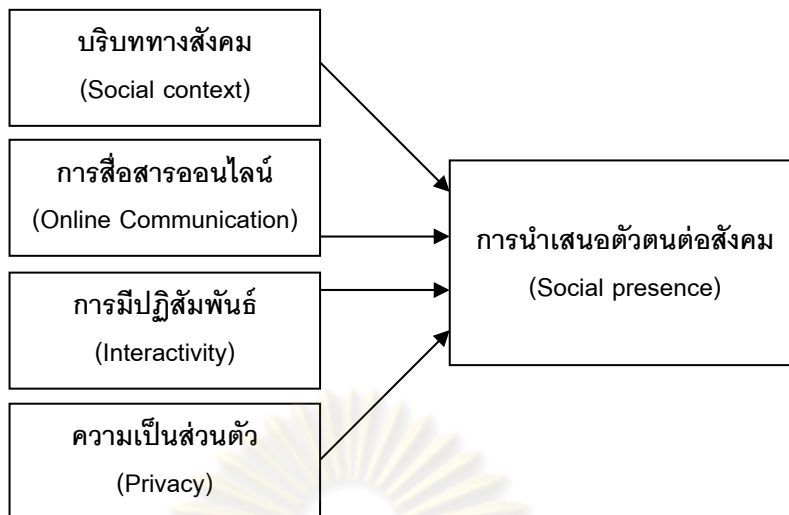 บริบททางสังคม
(Social context)
การสื่อสารออนไลน์
(Online Communication)
การมีปฏิสัมพันธ์
(Interactivity)
ความเป็นส่วนตัว
(Privacy)
การนำเสนอตัวตนต่อสังคม
(Social presence)